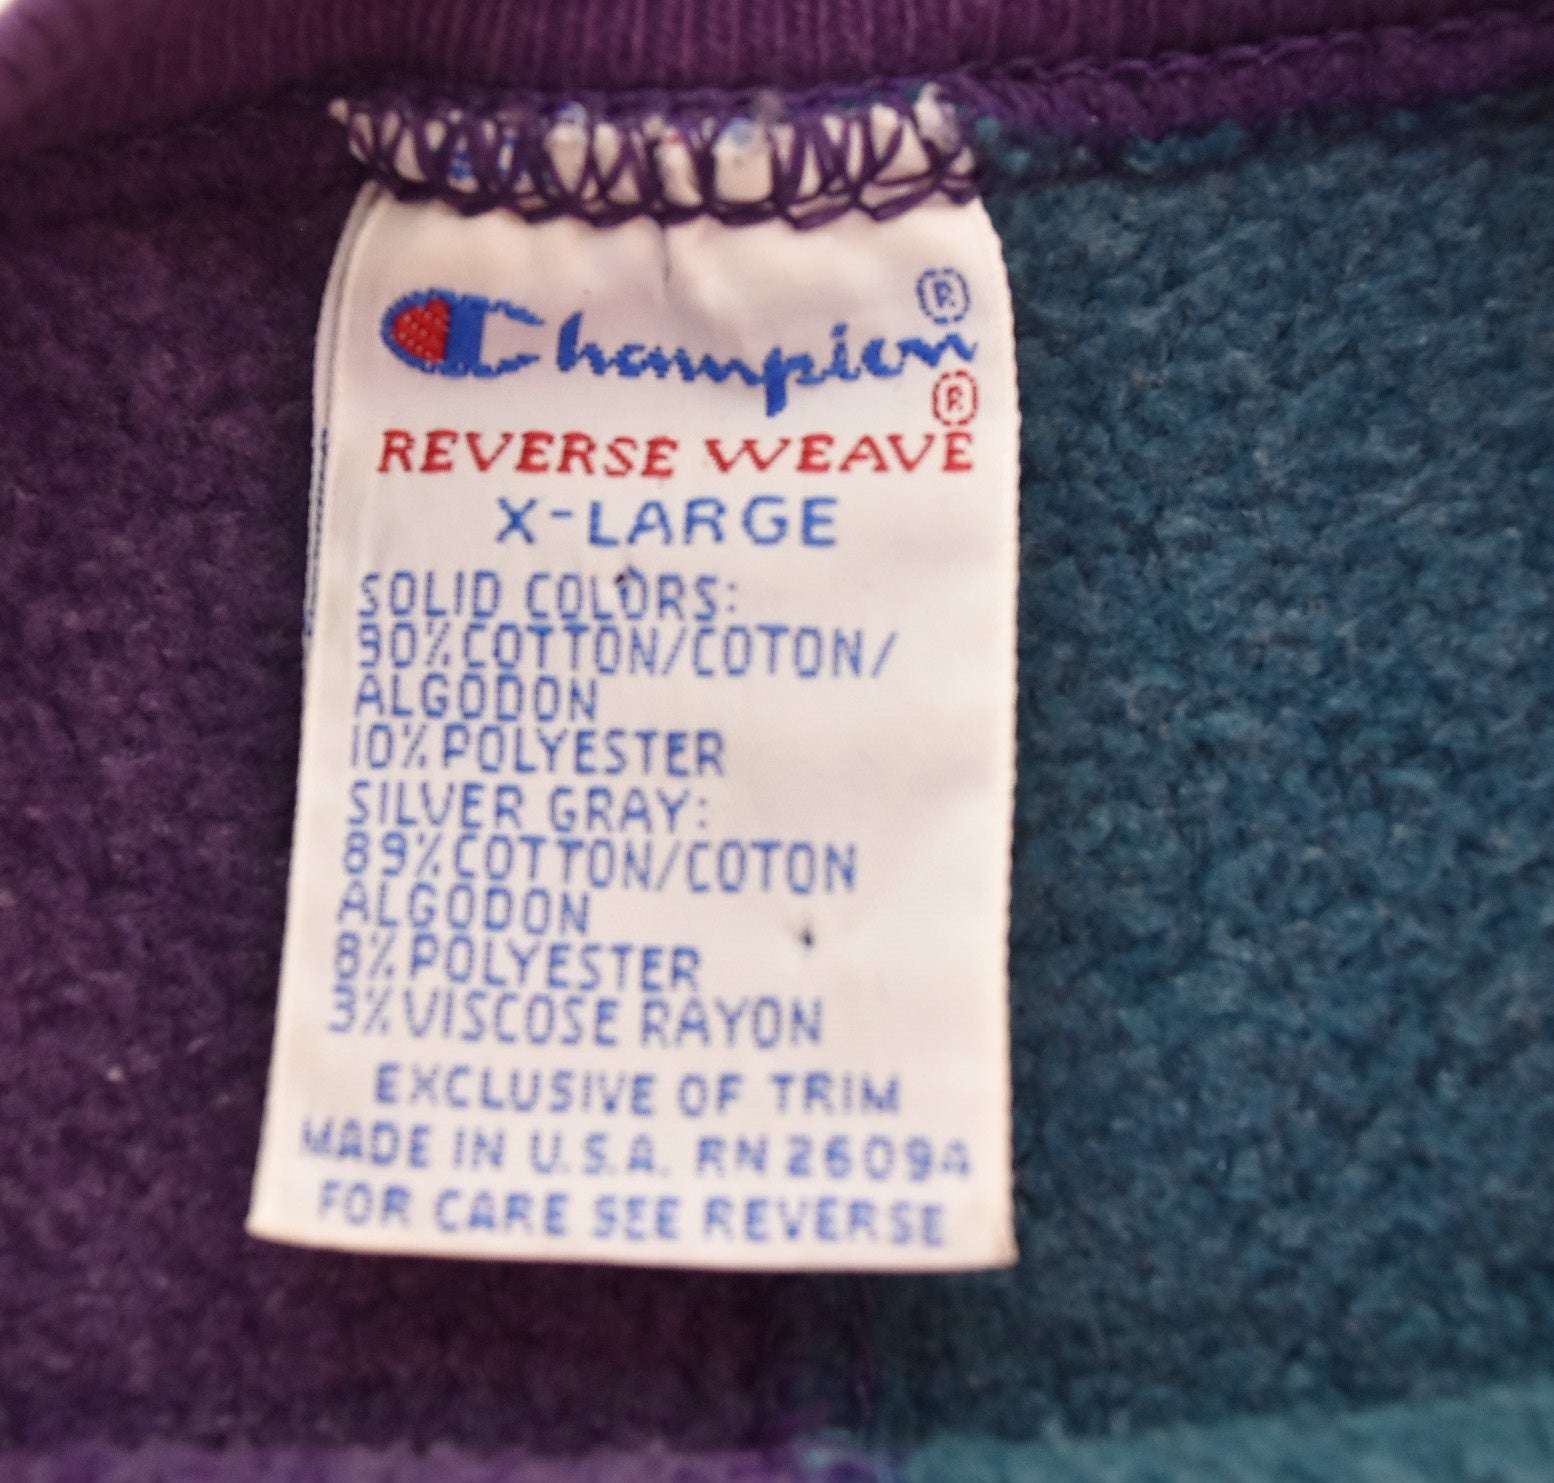 Champion®
REVERSE WEAVE®
X-LARGE
SOLID COLORS:
90% COTTON/COTON/
ALGODON
10% POLYESTER
SILVER GRAY:
89% COTTON/COTON
ALGODON
8% POLYESTER
3% VISCOSE RAYON
EXCLUSIVE OF TRIM
MADE IN U.S.A. RN 26094
FOR CARE SEE REVERSE